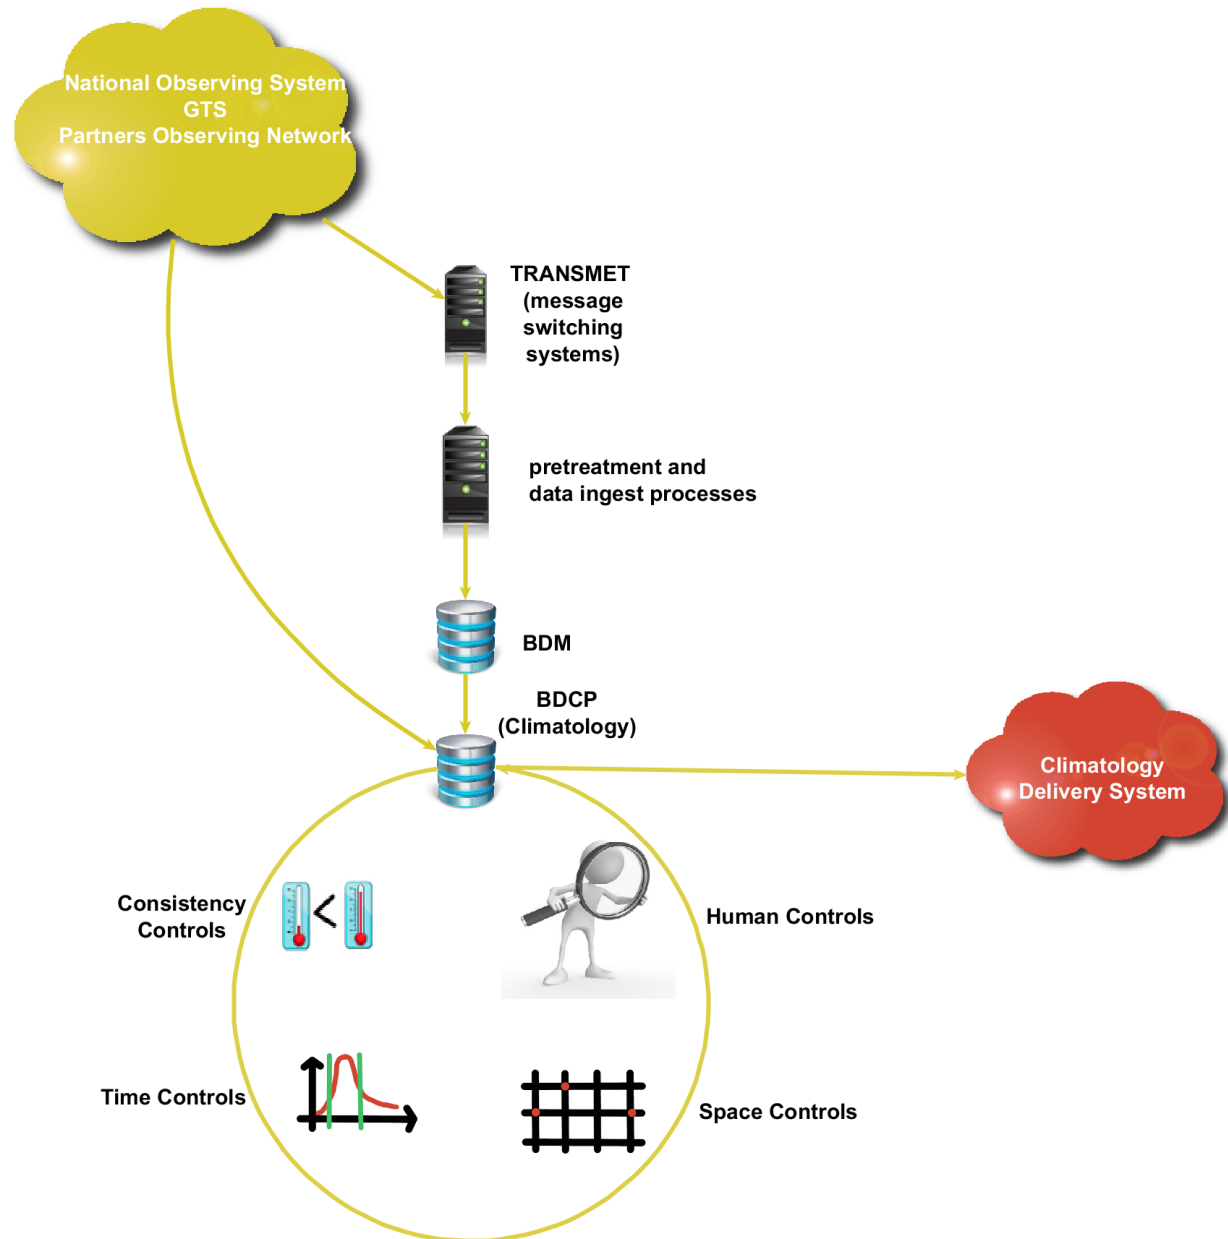 National Observing System
GTS
Partners Observing Network
TRANSMET
(message
switching
systems)
pretreatment and
data ingest processes
BDM
BDCP
(Climatology)
Climatology
Delivery System
Consistency
Controls
Human Controls
Time Controls
Space Controls